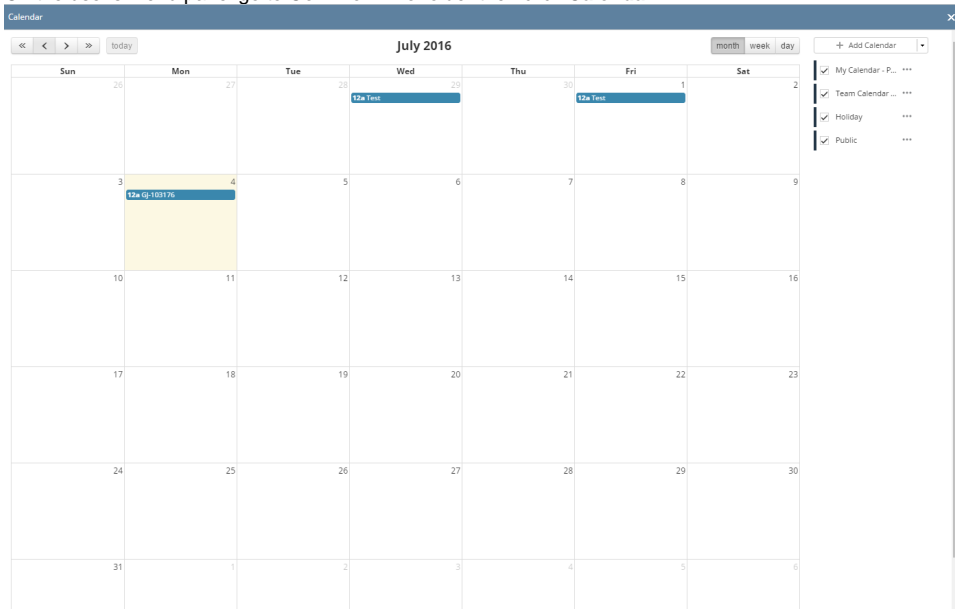 Calendar ×
« < > » today July 2016 month week day + Add Calendar
Sun Mon Tue Wed Thu Fri Sat
My Calendar - P... •••
Team Calendar ... •••
Holiday •••
Public •••
26 27 28 29 30 1 2
12a Test 12a Test
3 4 5 6 7 8 9
12a GJ-103176
10 11 12 13 14 15 16
17 18 19 20 21 22 23
24 25 26 27 28 29 30
31 1 2 3 4 5 6